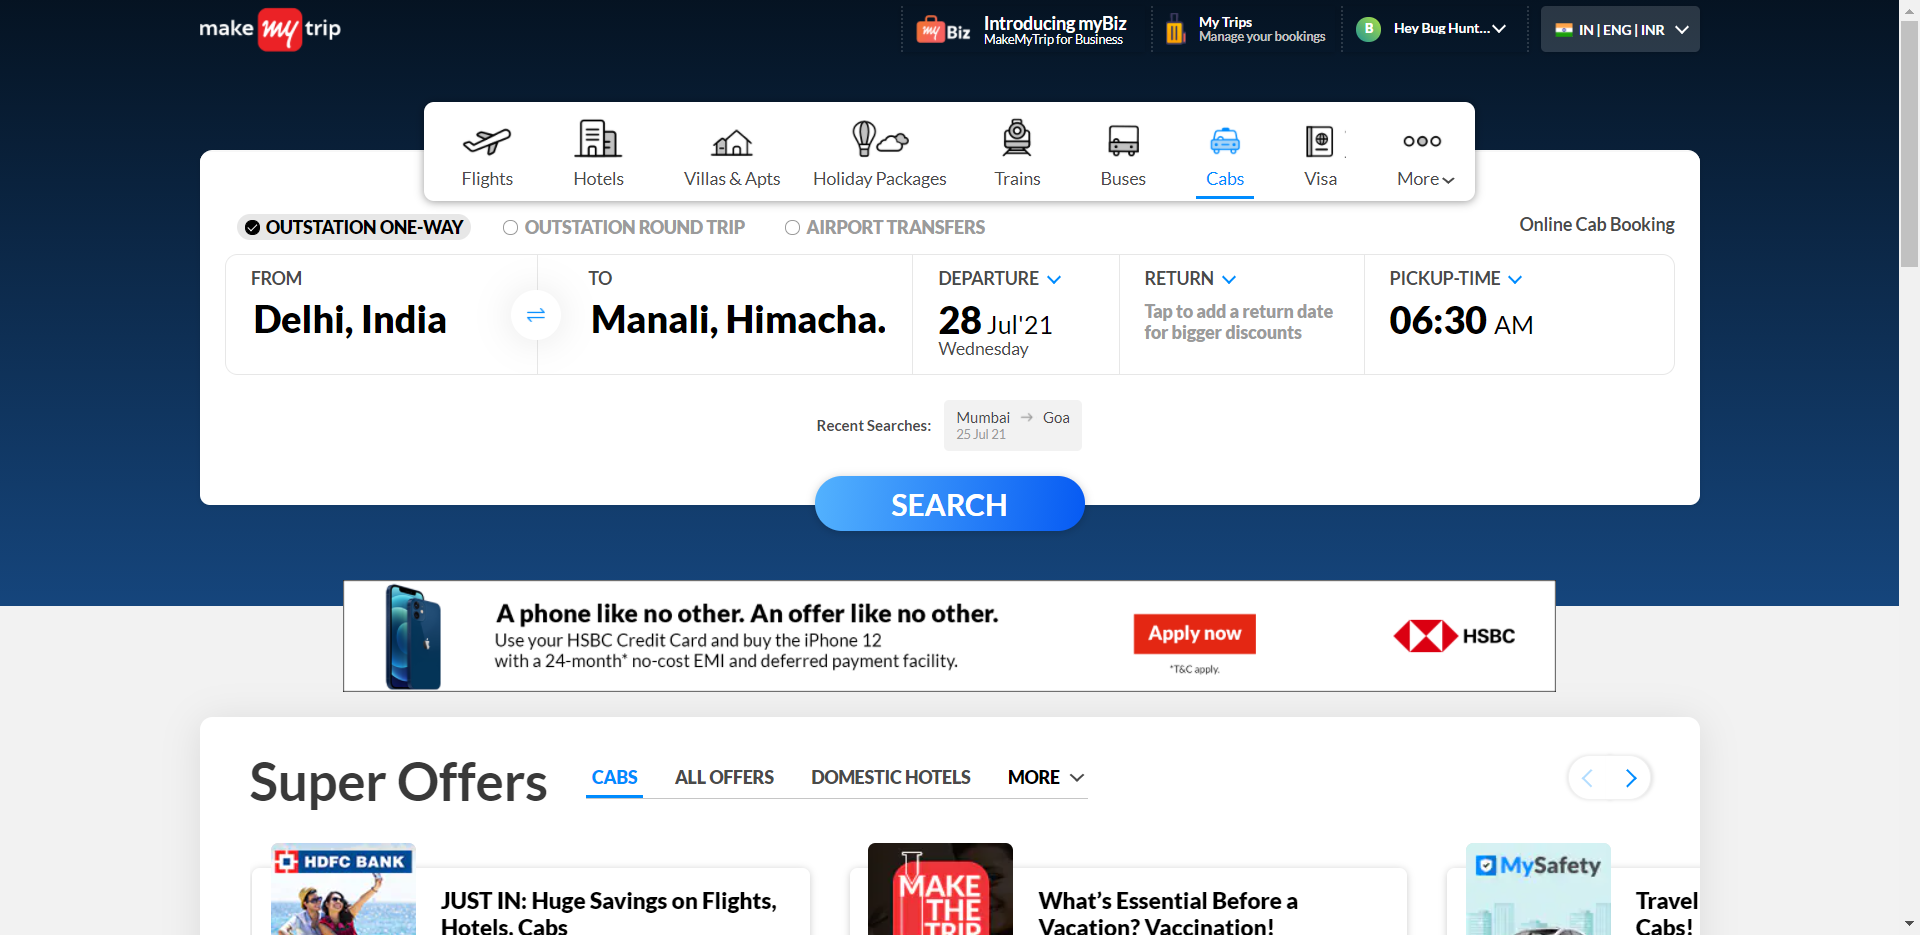 make my trip
my Biz
Introducing myBiz
MakeMyTrip for Business
My Trips
Manage your bookings
B
Hey Bug Hunt...
IN | ENG | INR
Flights
Hotels
Villas & Apts
Holiday Packages
Trains
Buses
Cabs
Visa
More
OUTSTATION ONE-WAY
OUTSTATION ROUND TRIP
AIRPORT TRANSFERS
Online Cab Booking
FROM
Delhi, India
TO
Manali, Himacha.
DEPARTURE
28 Jul'21
Wednesday
RETURN
Tap to add a return date
for bigger discounts
PICKUP-TIME
06:30 AM
Recent Searches:
Mumbai → Goa
25 Jul 21
SEARCH
A phone like no other. An offer like no other.
Use your HSBC Credit Card and buy the iPhone 12
with a 24-month* no-cost EMI and deferred payment facility.
Apply now
*T&C apply.
HSBC
Super Offers
CABS
ALL OFFERS
DOMESTIC HOTELS
MORE
HDFC BANK
JUST IN: Huge Savings on Flights,
Hotels, Cabs
MAKE
THE
TRIP
What’s Essential Before a
Vacation? Vaccination!
MySafety
Travel
Cabs!